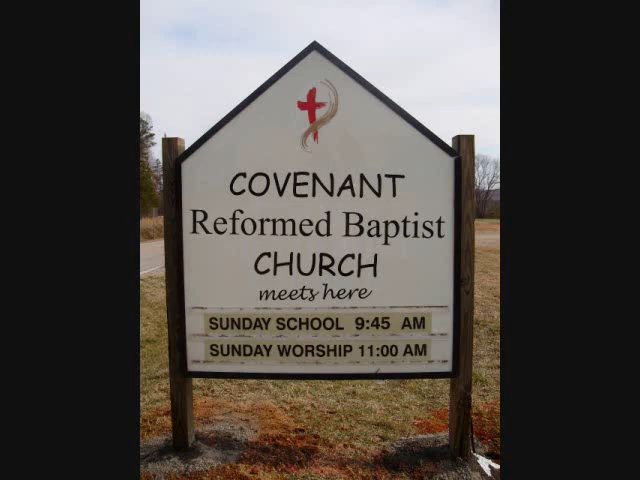 COVENANT
Reformed Baptist
CHURCH
meets here
SUNDAY SCHOOL 9:45 AM
SUNDAY WORSHIP 11:00 AM